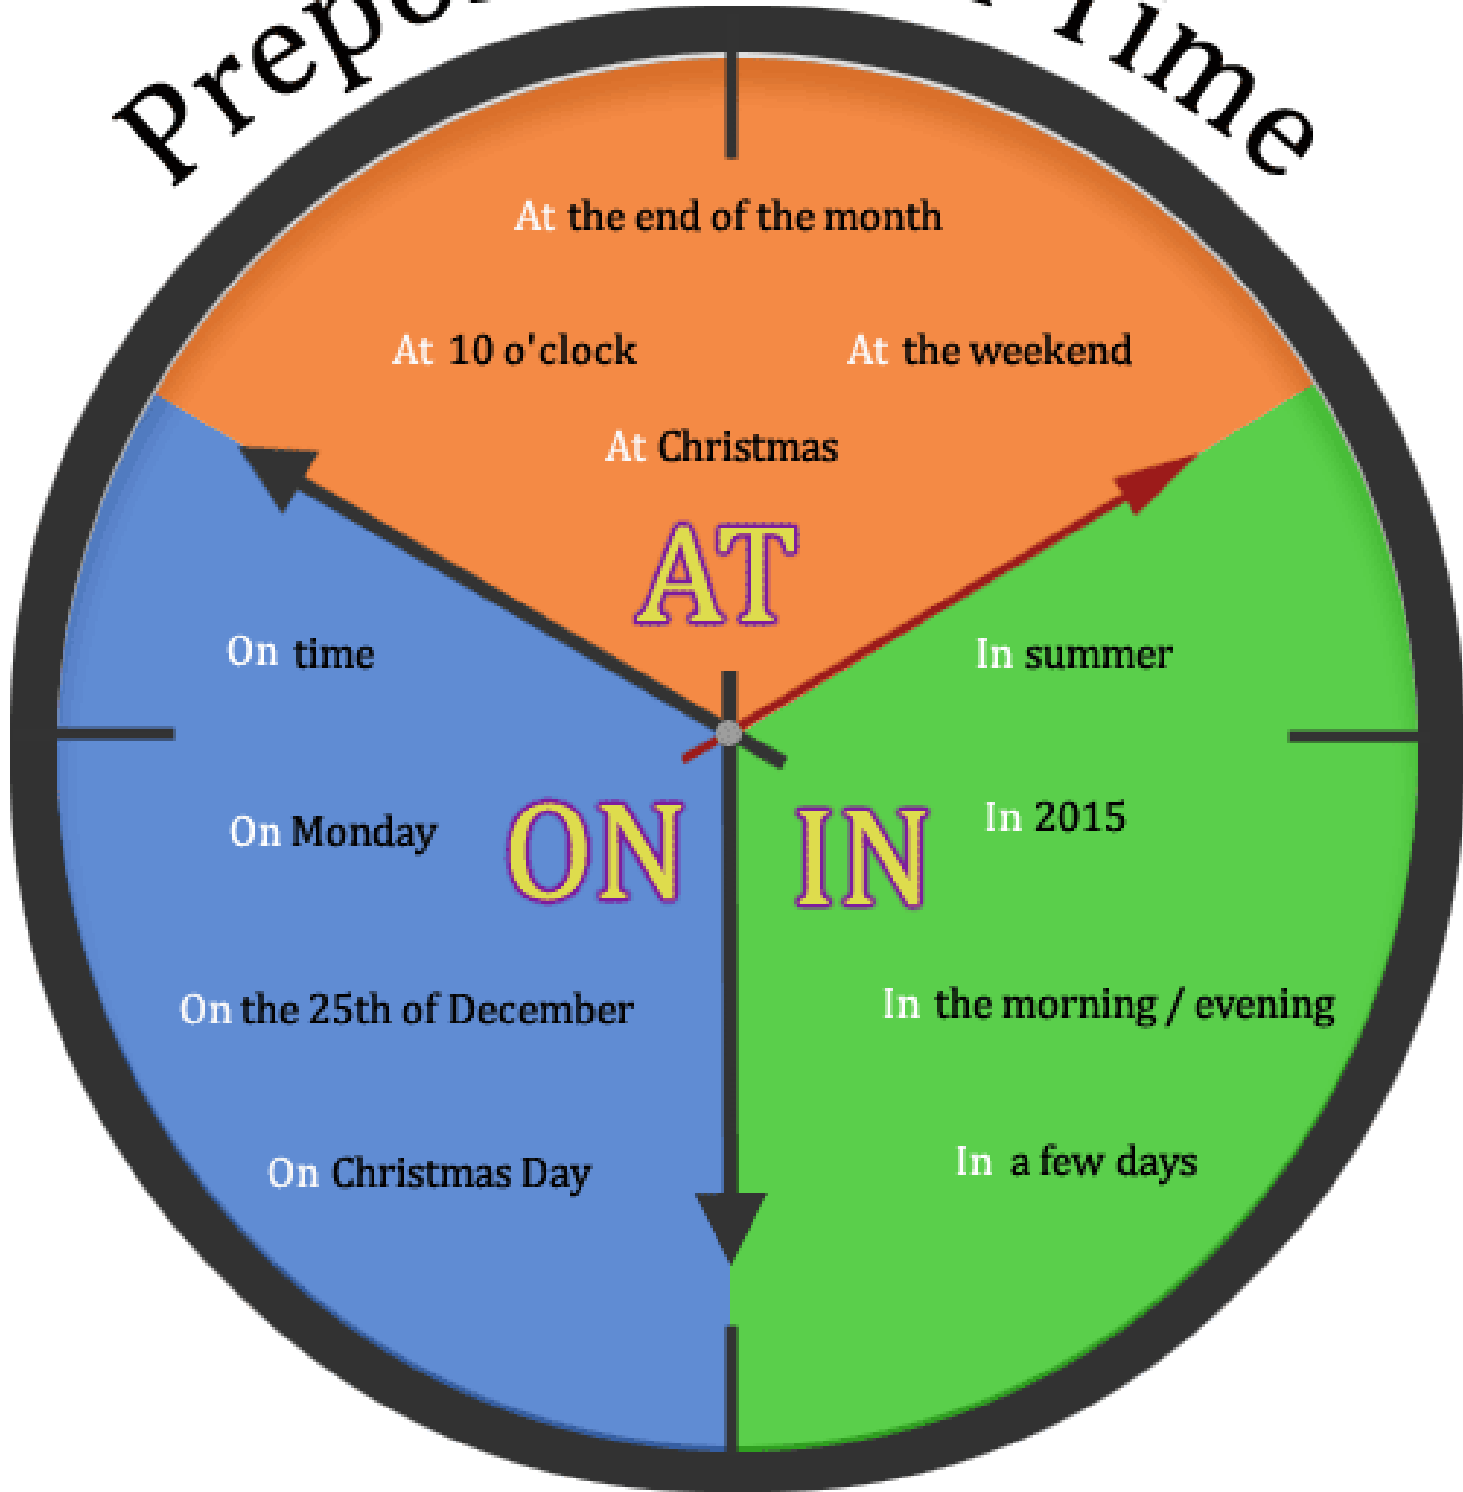 Time
At the end of the month
At 10 o'clock
At the weekend
At Christmas
AT
On time
In summer
ON
IN
On Monday
In 2015
On the 25th of December
In the morning / evening
On Christmas Day
In a few days